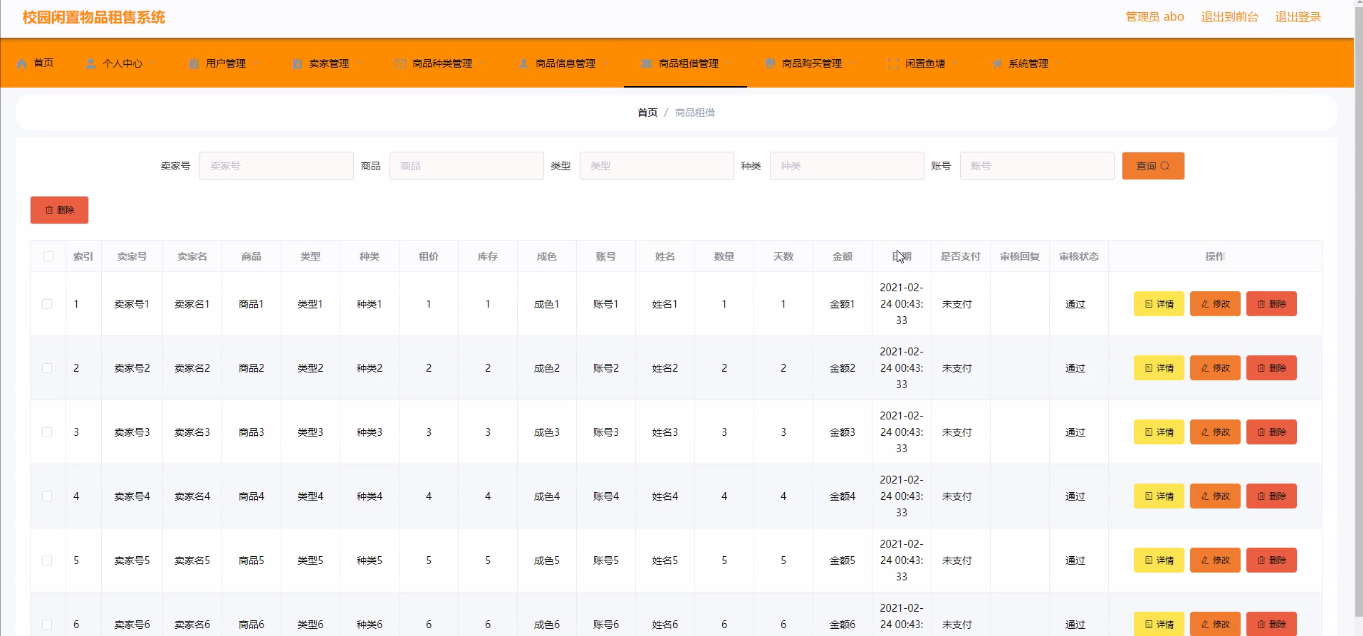 校园闲置物品租售系统
管理员 abo 退出到前台 退出登录
首页 个人中心 用户管理 卖家管理 商品种类管理 商品信息管理 商品租借管理 商品购买管理 闲置鱼塘 系统管理
首页 / 商品租借
卖家号 卖家号 商品 商品 类型 类型 种类 种类 账号 账号 查询
删除
索引 卖家号 卖家名 商品 类型 种类 租价 库存 成色 账号 姓名 数量 天数 金额 日期 是否支付 审核回复 审核状态 操作
1 卖家号1 卖家名1 商品1 类型1 种类1 1 1 成色1 账号1 姓名1 1 1 金额1 2021-02-24 00:43:33 未支付 通过 详情 修改 删除
2 卖家号2 卖家名2 商品2 类型2 种类2 2 2 成色2 账号2 姓名2 2 2 金额2 2021-02-24 00:43:33 未支付 通过 详情 修改 删除
3 卖家号3 卖家名3 商品3 类型3 种类3 3 3 成色3 账号3 姓名3 3 3 金额3 2021-02-24 00:43:33 未支付 通过 详情 修改 删除
4 卖家号4 卖家名4 商品4 类型4 种类4 4 4 成色4 账号4 姓名4 4 4 金额4 2021-02-24 00:43:33 未支付 通过 详情 修改 删除
5 卖家号5 卖家名5 商品5 类型5 种类5 5 5 成色5 账号5 姓名5 5 5 金额5 2021-02-24 00:43:33 未支付 通过 详情 修改 删除
6 卖家号6 卖家名6 商品6 类型6 种类6 6 6 成色6 账号6 姓名6 6 6 金额6 2021-02-24 00:43: 未支付 通过 详情 修改 删除